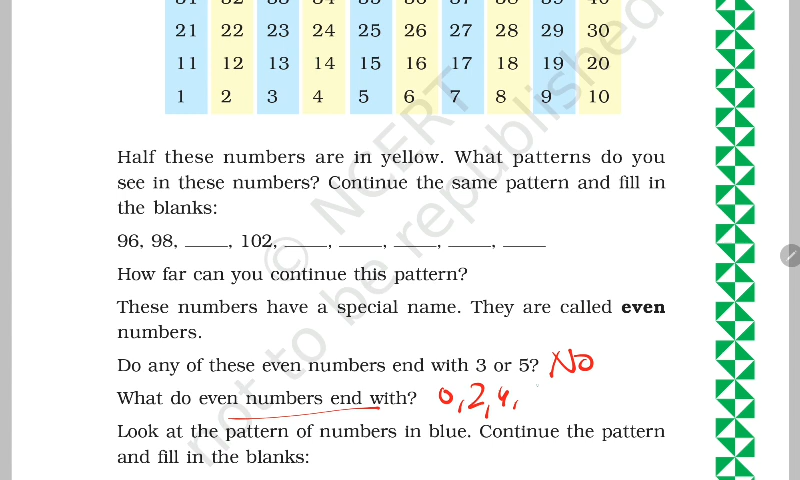 21 22 23 24 25 26 27 28 29 30
11 12 13 14 15 16 17 18 19 20
1 2 3 4 5 6 7 8 9 10
Half these numbers are in yellow. What patterns do you
see in these numbers? Continue the same pattern and fill in
the blanks:
96, 98, ____, 102, ____, ____, ____, ____, ____
How far can you continue this pattern?
These numbers have a special name. They are called even
numbers.
Do any of these even numbers end with 3 or 5? No
What do even numbers end with? 0, 2, 4,
Look at the pattern of numbers in blue. Continue the pattern
and fill in the blanks:
© NCERT
not to be republished